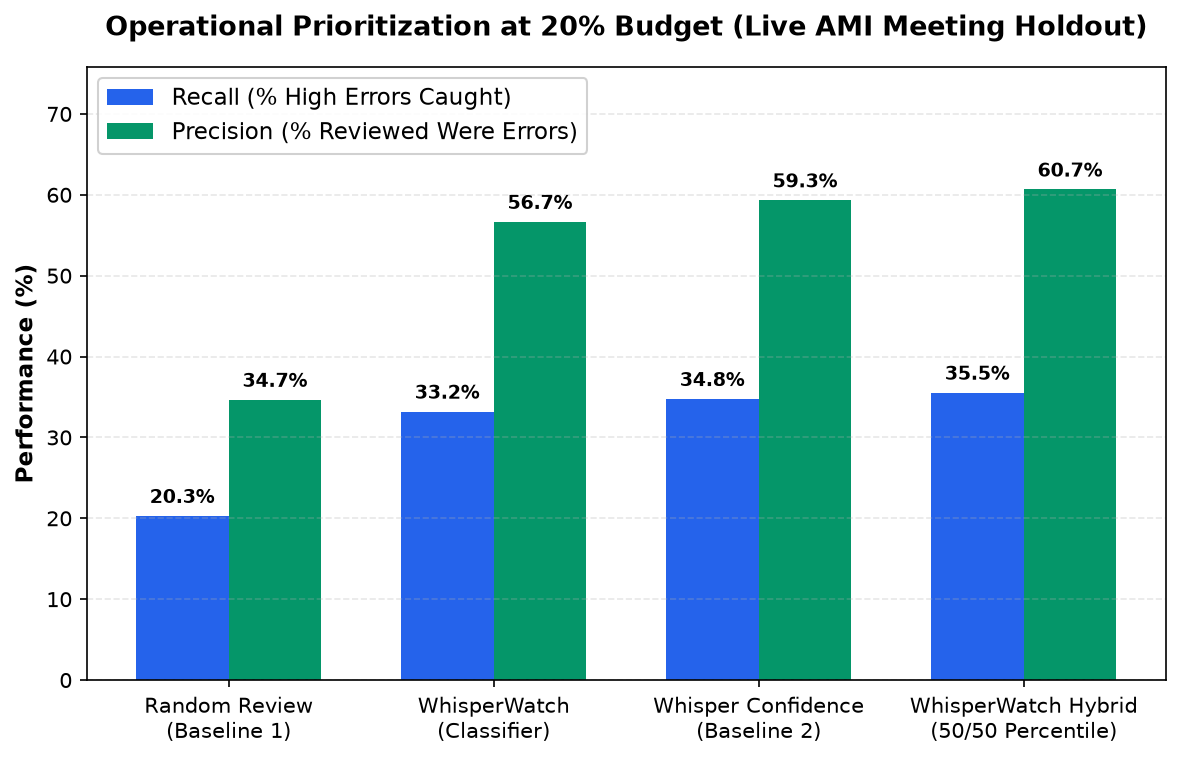 Operational Prioritization at 20% Budget (Live AMI Meeting Holdout)
Recall (% High Errors Caught)
Precision (% Reviewed Were Errors)
Performance (%)
70
60
50
40
30
20
10
0
20.3%
34.7%
33.2%
56.7%
34.8%
59.3%
35.5%
60.7%
Random Review
(Baseline 1)
WhisperWatch
(Classifier)
Whisper Confidence
(Baseline 2)
WhisperWatch Hybrid
(50/50 Percentile)